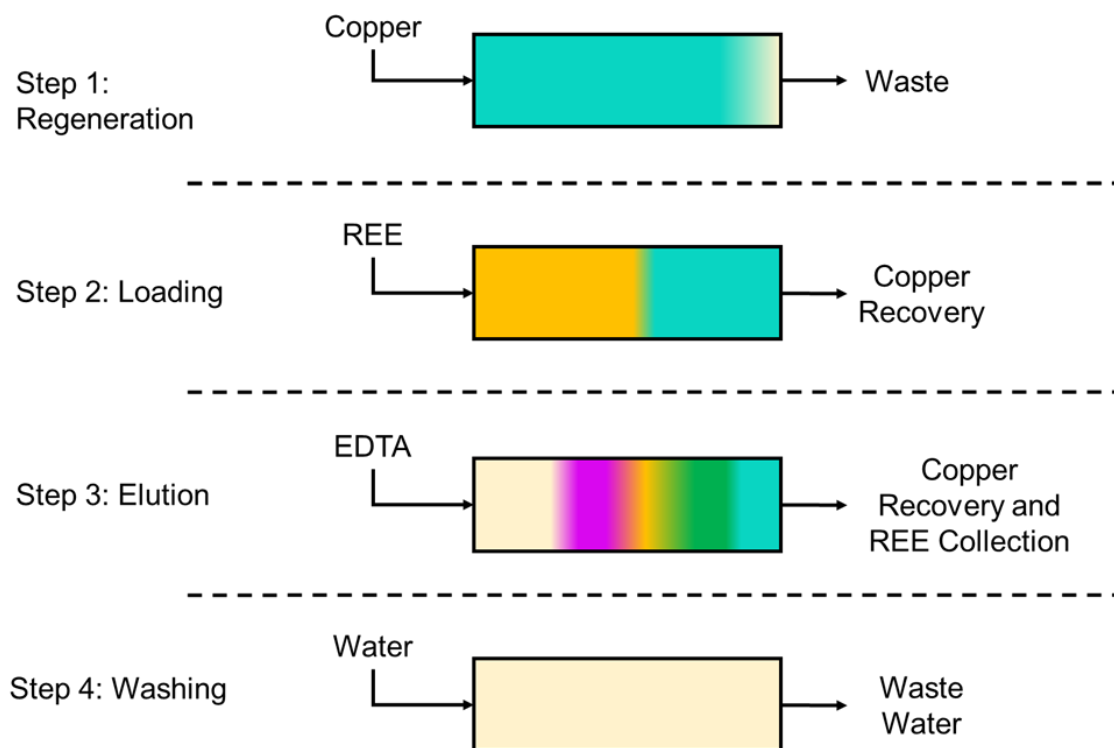 Copper
Step 1:
Regeneration
Waste
REE
Step 2: Loading
Copper
Recovery
EDTA
Step 3: Elution
Copper
Recovery and
REE Collection
Water
Step 4: Washing
Waste
Water